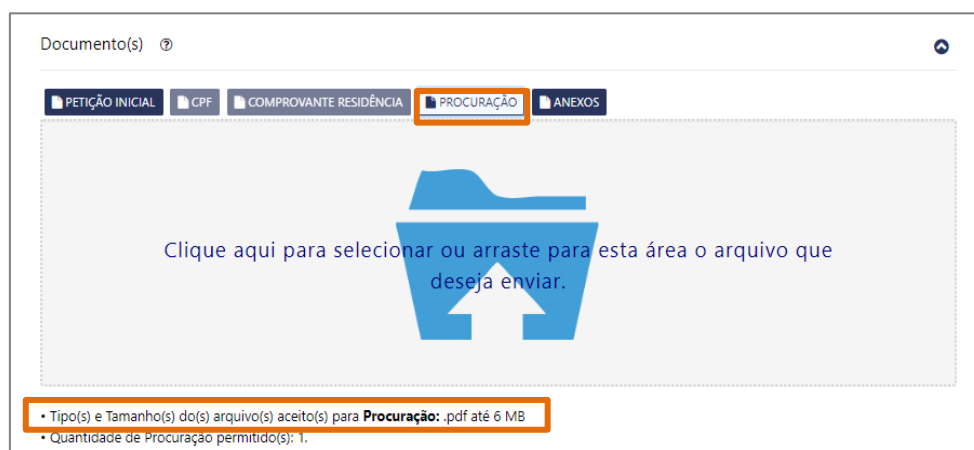 Documento(s)
PETIÇÃO INICIAL CPF COMPROVANTE RESIDÊNCIA PROCURAÇÃO ANEXOS
Clique aqui para selecionar ou arraste para esta área o arquivo que
deseja enviar.
• Tipo(s) e Tamanho(s) do(s) arquivo(s) aceito(s) para Procuração: .pdf até 6 MB
• Quantidade de Procuração permitido(s): 1.